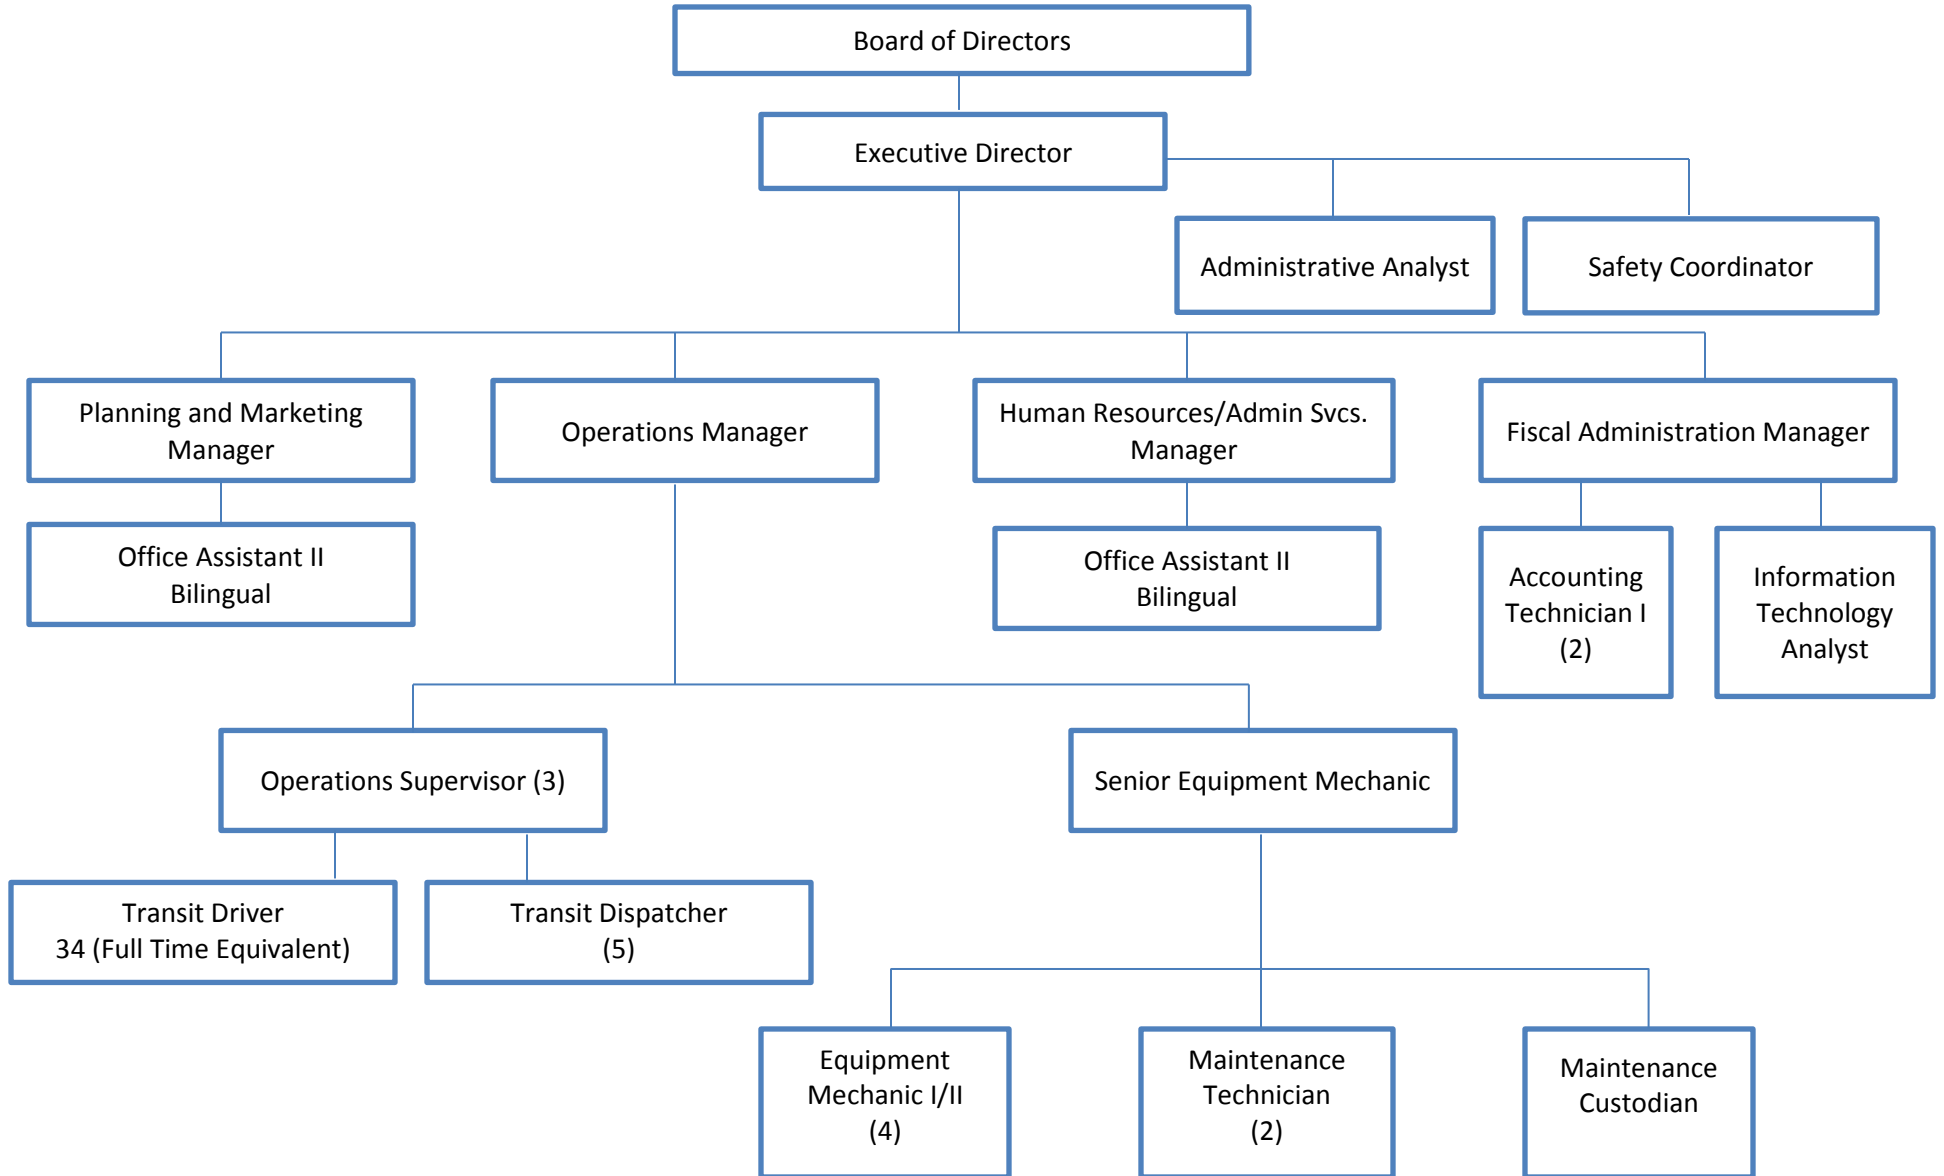 Board of Directors
Executive Director
Administrative Analyst
Safety Coordinator
Planning and Marketing
Manager
Operations Manager
Human Resources/Admin Svcs.
Manager
Fiscal Administration Manager
Office Assistant II
Bilingual
Office Assistant II
Bilingual
Accounting
Technician I
(2)
Information
Technology
Analyst
Operations Supervisor (3)
Senior Equipment Mechanic
Transit Driver
34 (Full Time Equivalent)
Transit Dispatcher
(5)
Equipment
Mechanic I/II
(4)
Maintenance
Technician
(2)
Maintenance
Custodian